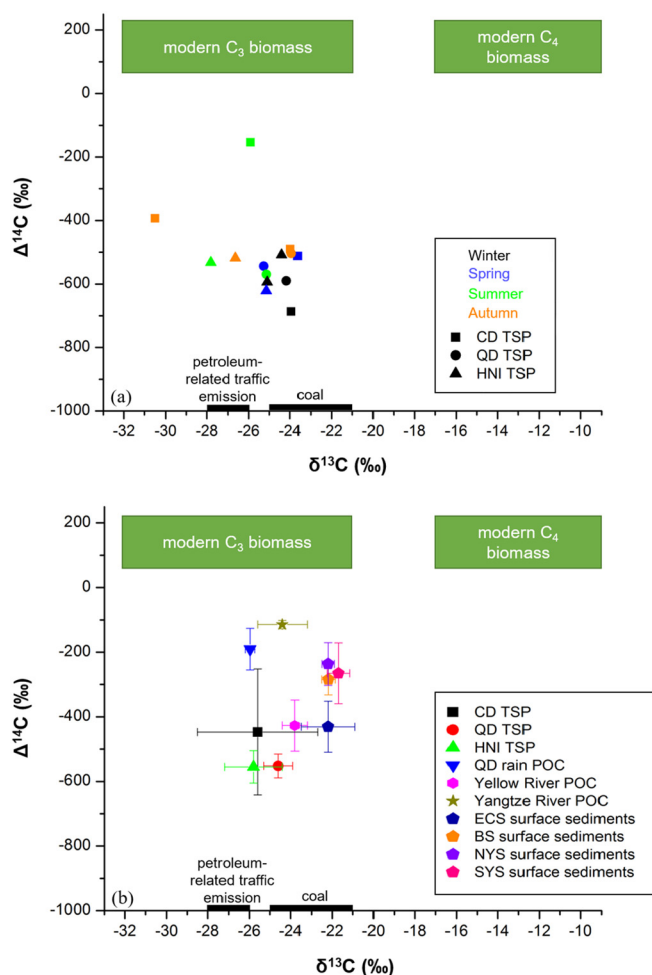 200
modern C₃ biomass
modern C₄
biomass
0
-200
-400
-600
-800
-1000
Δ¹⁴C (‰)
Winter
Spring
Summer
Autumn
CD TSP
QD TSP
HNI TSP
petroleum-
related traffic
emission
coal
(a)
-32 -30 -28 -26 -24 -22 -20 -18 -16 -14 -12 -10
δ¹³C (‰)
200
modern C₃ biomass
modern C₄
biomass
0
-200
-400
-600
-800
-1000
Δ¹⁴C (‰)
CD TSP
QD TSP
HNI TSP
QD rain POC
Yellow River POC
Yangtze River POC
ECS surface sediments
BS surface sediments
NYS surface sediments
SYS surface sediments
petroleum-
related traffic
emission
coal
(b)
-32 -30 -28 -26 -24 -22 -20 -18 -16 -14 -12 -10
δ¹³C (‰)